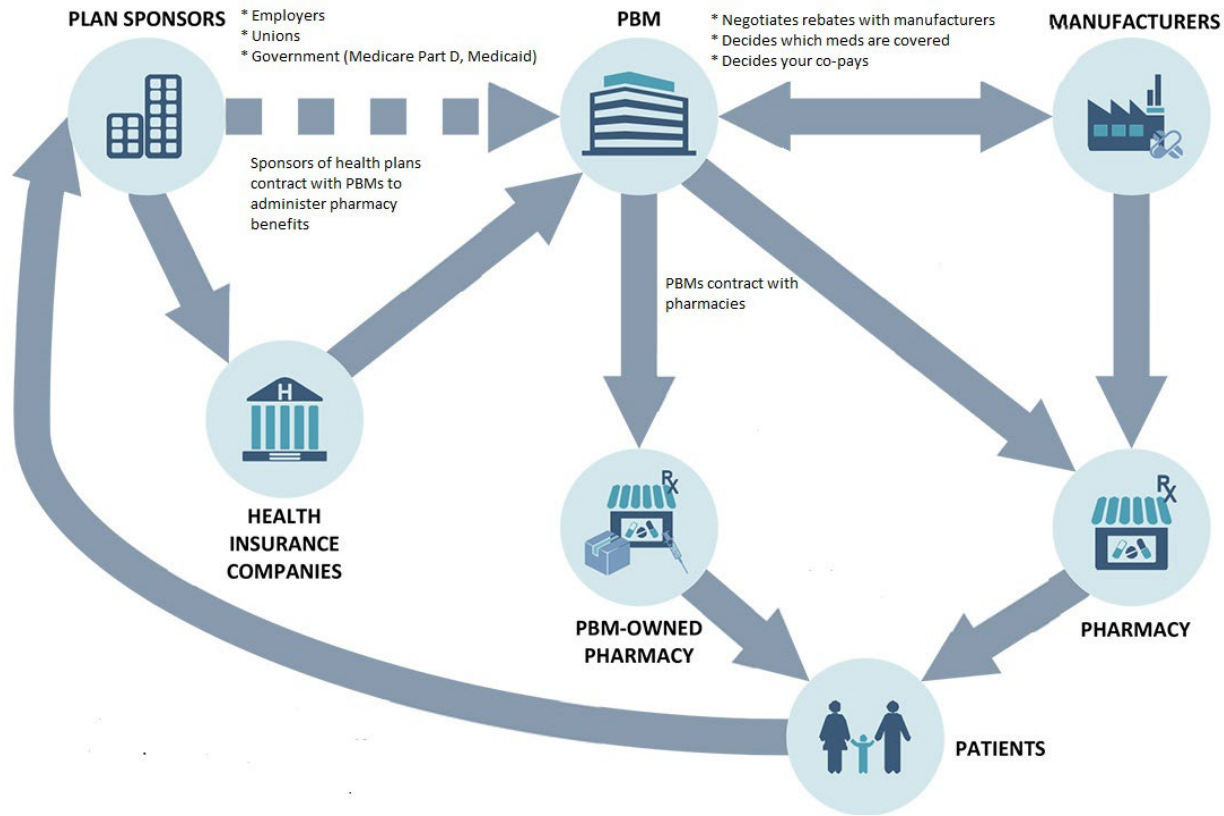 PLAN SPONSORS
* Employers
* Unions
* Government (Medicare Part D, Medicaid)
PBM
* Negotiates rebates with manufacturers
* Decides which meds are covered
* Decides your co-pays
MANUFACTURERS
Sponsors of health plans
contract with PBMs to
administer pharmacy
benefits
PBMs contract with
pharmacies
H
HEALTH
INSURANCE
COMPANIES
RX
PBM-OWNED
PHARMACY
RX
PHARMACY
PATIENTS